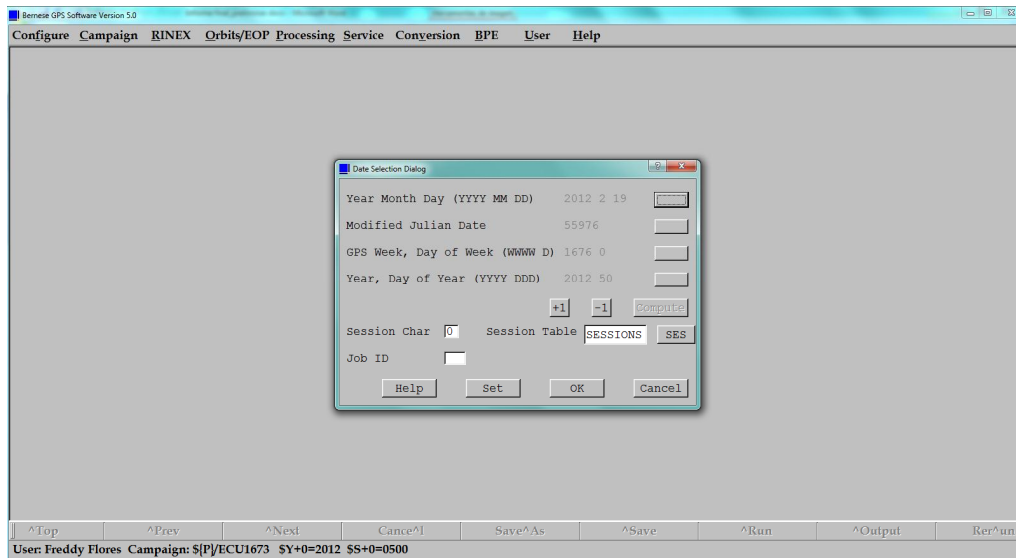 Bernese GPS Software Version 5.0
Configure Campaign RINEX Orbits/EOP Processing Service Conversion BPE User Help
Date Selection Dialog
Year Month Day (YYYY MM DD) 2012 2 19
Modified Julian Date 55976
GPS Week, Day of Week (WWWW D) 1676 0
Year, Day of Year (YYYY DDD) 2012 50
+1 -1 Compute
Session Char 0 Session Table SESSIONS SES
Job ID
Help Set OK Cancel
^Top ^Prev ^Next Cance^l Save^As ^Save ^Run ^Output Rer^un
User: Freddy Flores Campaign: ${P}/ECU1673 $Y+0=2012 $S+0=0500